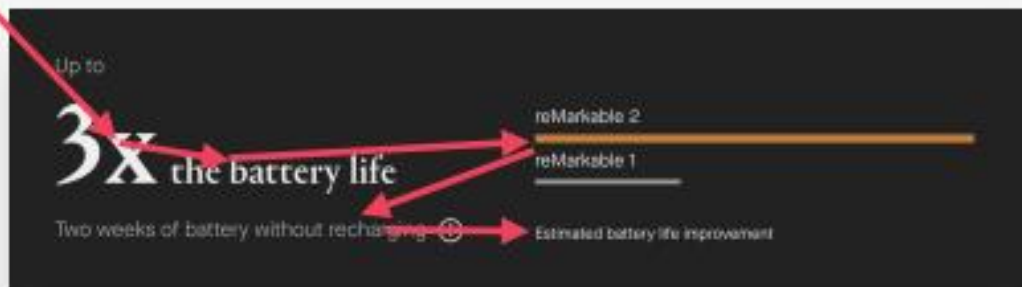 Up to
3x the battery life
Two weeks of battery without recharging
reMarkable 2
reMarkable 1
Estimated battery life improvement